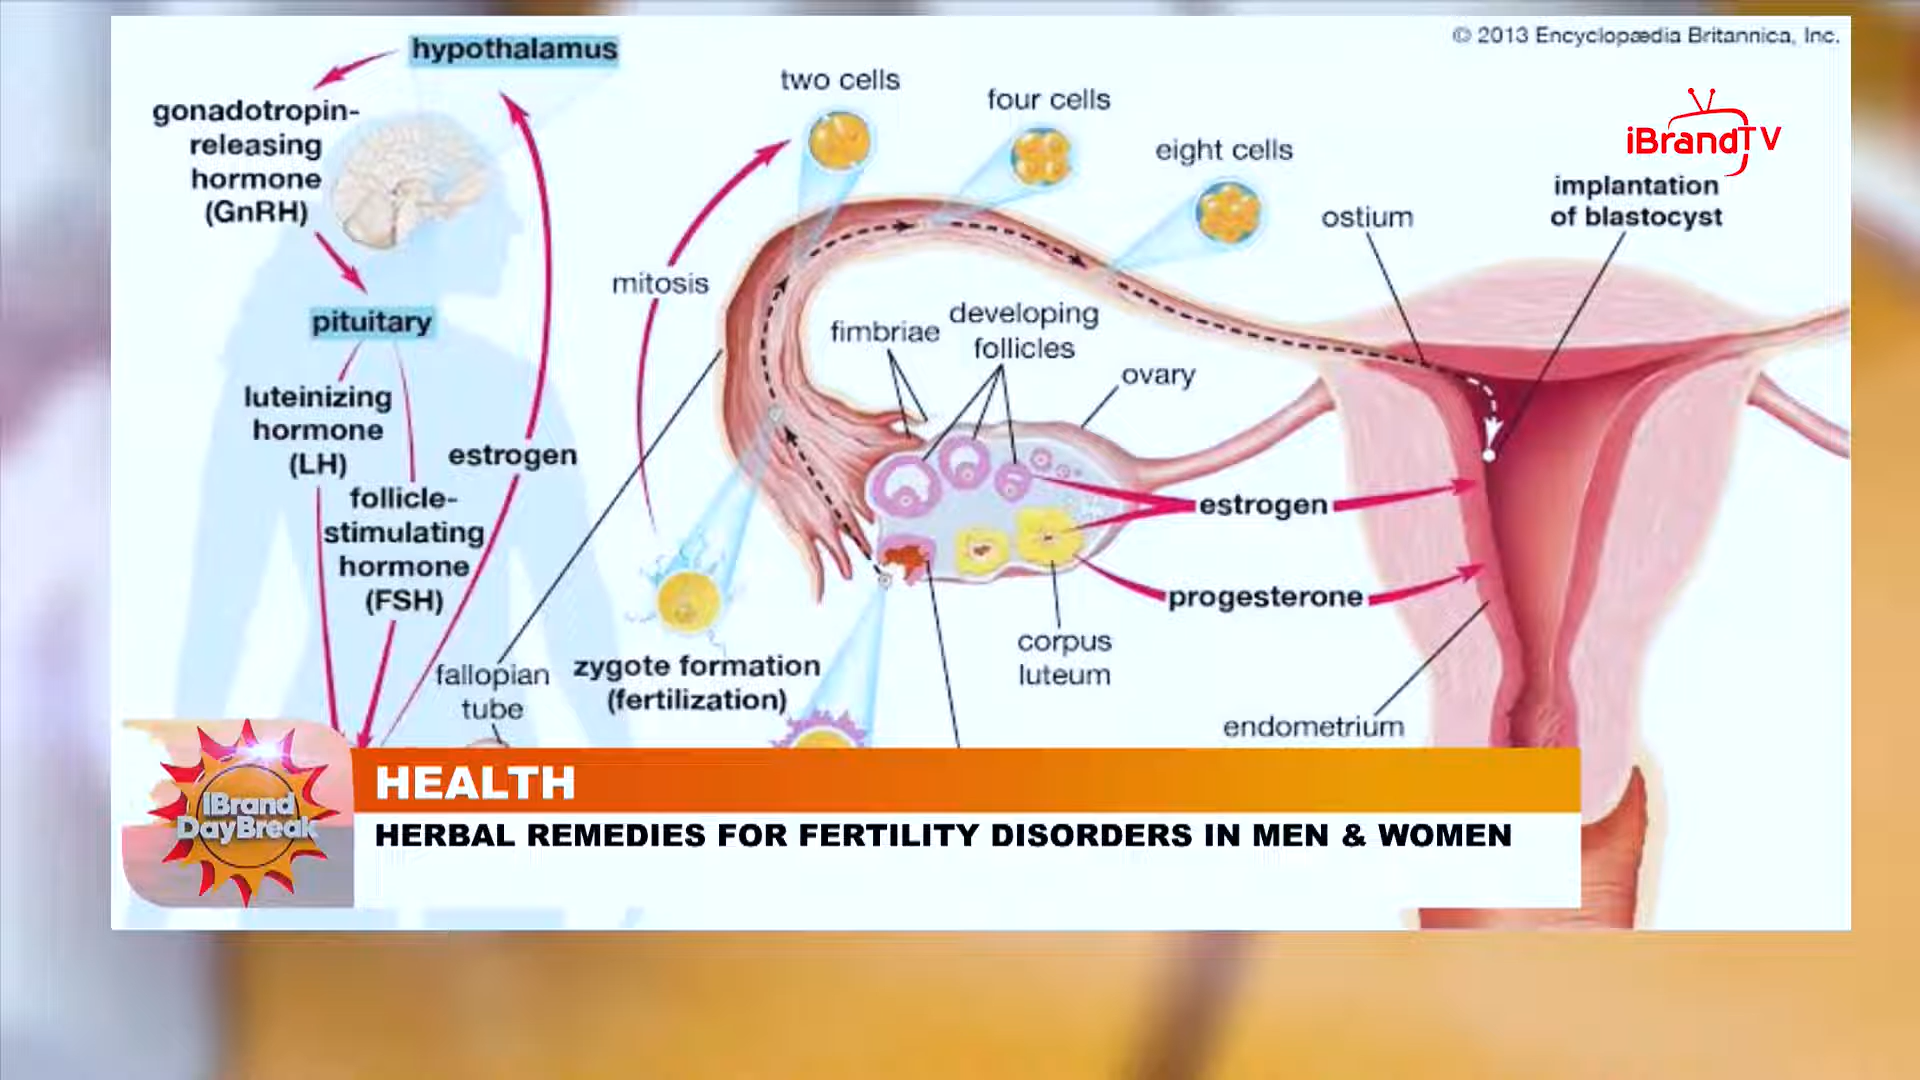 © 2013 Encyclopædia Britannica, Inc.
iBrandTV
hypothalamus
gonadotropin-
releasing
hormone
(GnRH)
pituitary
luteinizing
hormone
(LH)
follicle-
stimulating
hormone
(FSH)
estrogen
mitosis
two cells
four cells
eight cells
ostium
implantation
of blastocyst
fimbriae
developing
follicles
ovary
estrogen
progesterone
corpus
luteum
endometrium
fallopian
tube
zygote formation
(fertilization)
iBrand
DayBreak
HEALTH
HERBAL REMEDIES FOR FERTILITY DISORDERS IN MEN & WOMEN